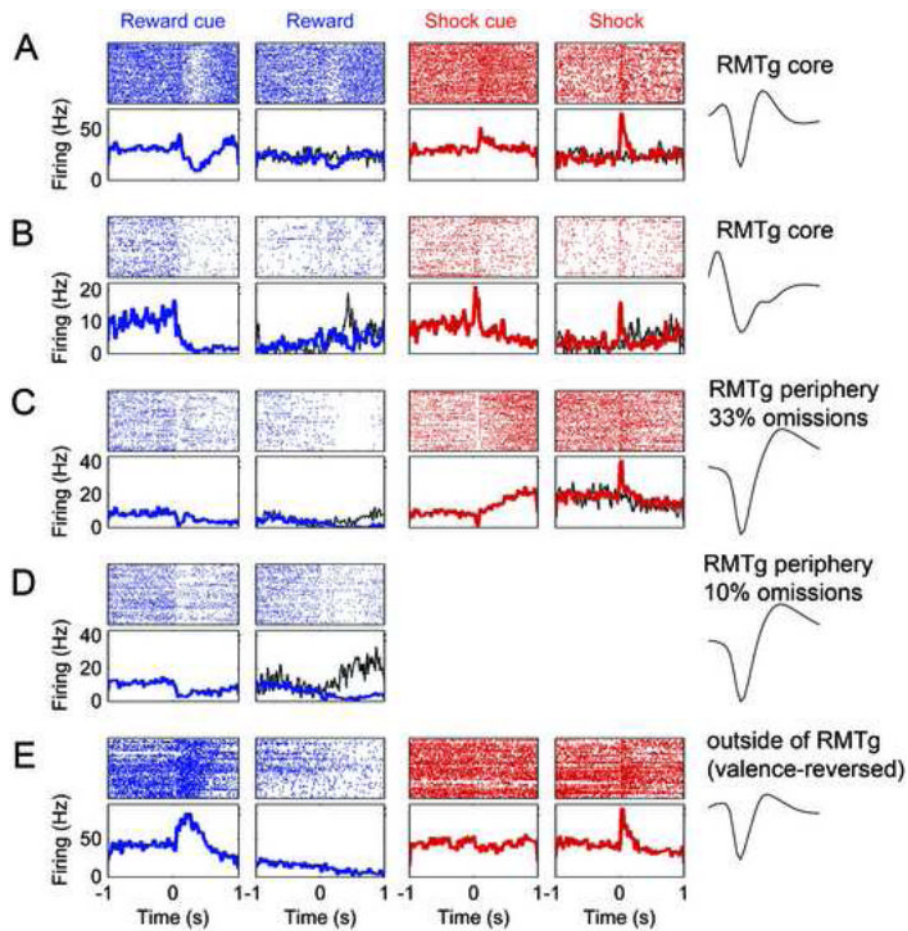 Reward cue Reward Shock cue Shock
A
RMTg core
Firing (Hz)
50
0
B
RMTg core
Firing (Hz)
20
10
0
C
RMTg periphery
33% omissions
Firing (Hz)
40
20
0
D
RMTg periphery
10% omissions
Firing (Hz)
40
20
0
E
outside of RMTg
(valence-reversed)
Firing (Hz)
50
0
-1 0 1-1 0 1 -1 0 1-1 0 1
Time (s) Time (s) Time (s) Time (s)